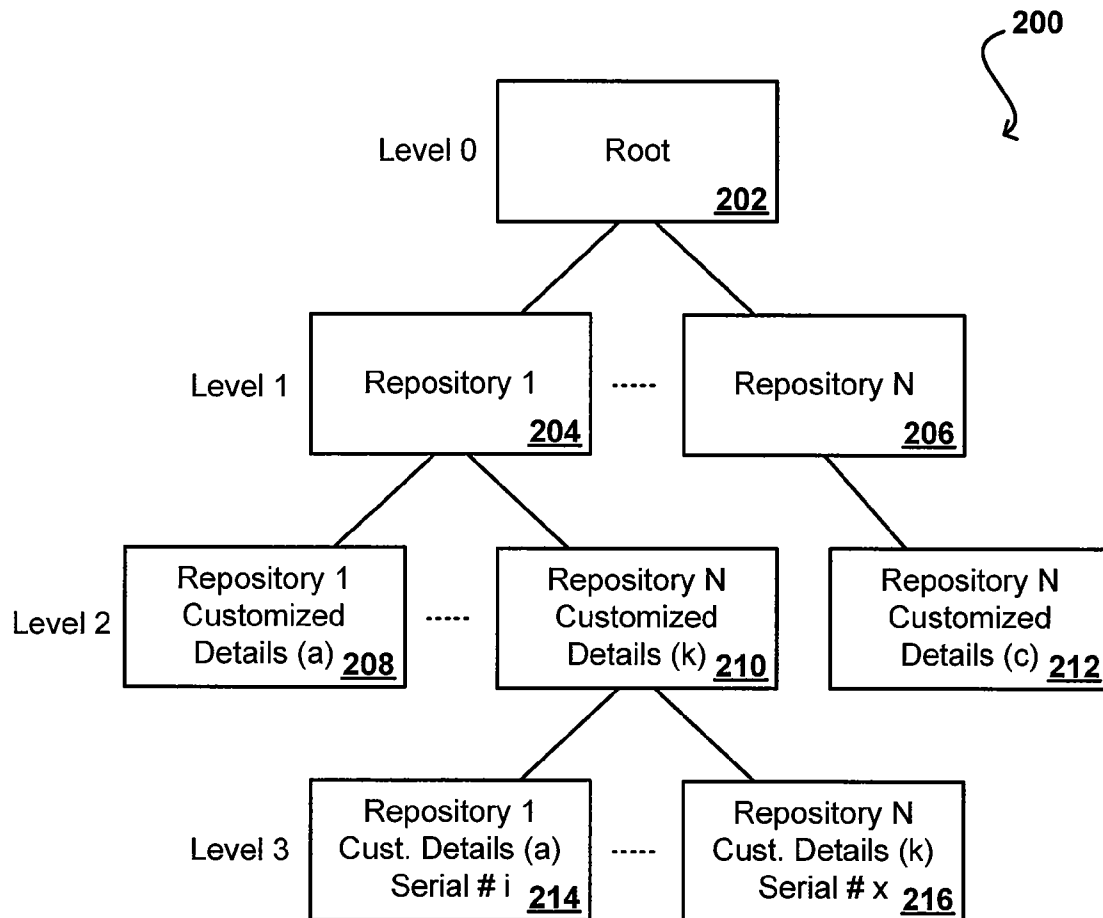 200
Level 0
Root
202
Level 1
Repository 1
204
Repository N
206
Level 2
Repository 1
Customized
Details (a)
208
Repository N
Customized
Details (k)
210
Repository N
Customized
Details (c)
212
Level 3
Repository 1
Cust. Details (a)
Serial # i
214
Repository N
Cust. Details (k)
Serial # x
216